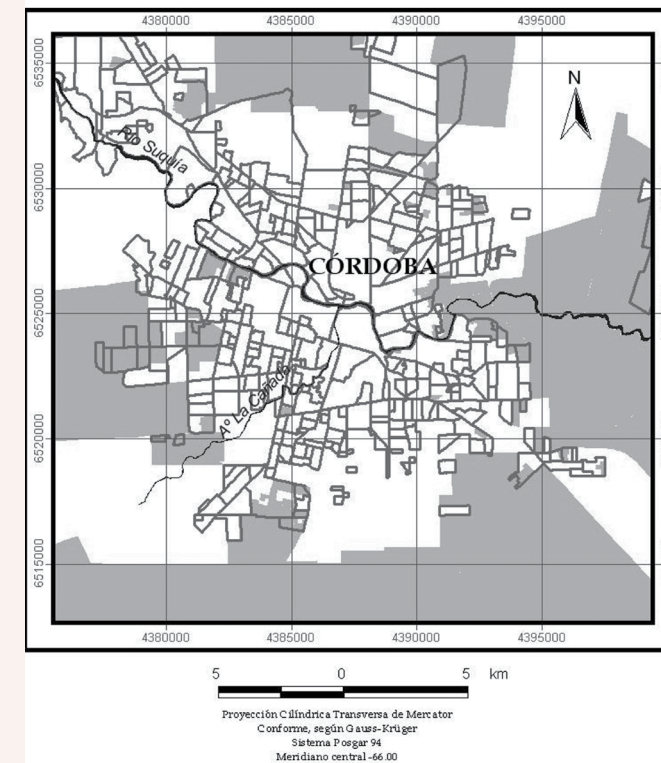 4380000 4385000 4390000 4395000
6535000
N
Río Suquía
6530000
CÓRDOBA
6525000
Aº La Cañada
6520000
6515000
4380000 4385000 4390000 4395000
5 0 5 km
Proyección Cilíndrica Transversa de Mercator
Conforme, según Gauss-Krüger
Sistema Posgar 94
Meridiano central -66.00